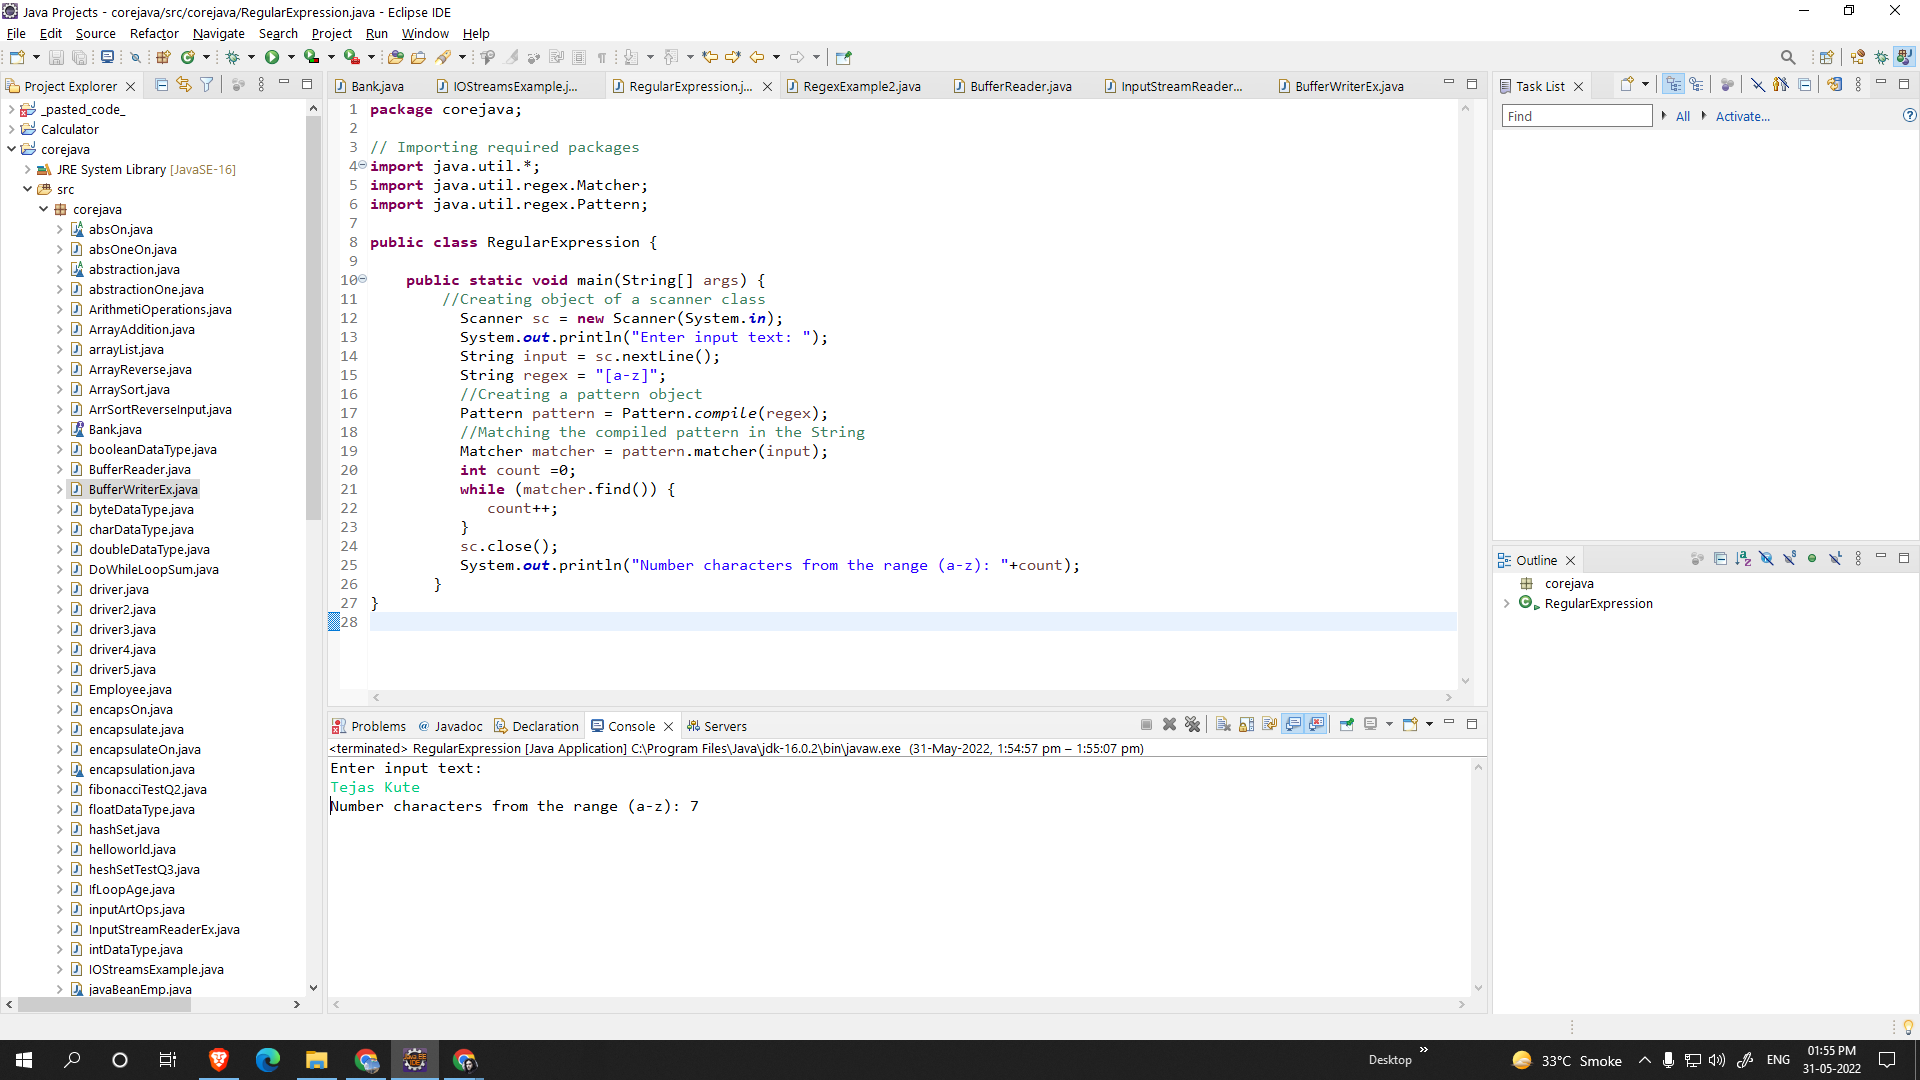 Java Projects - corejava/src/corejava/RegularExpression.java - Eclipse IDE
File Edit Source Refactor Navigate Search Project Run Window Help
Project Explorer
_pasted_code_
Calculator
corejava
JRE System Library [JavaSE-16]
src
corejava
absOn.java
absOneOn.java
abstraction.java
abstractionOne.java
ArithmetiOperations.java
ArrayAddition.java
arrayList.java
ArrayReverse.java
ArraySort.java
ArrSortReverseInput.java
Bank.java
booleanDataType.java
BufferReader.java
BufferWriterEx.java
byteDataType.java
charDataType.java
doubleDataType.java
DoWhileLoopSum.java
driver.java
driver2.java
driver3.java
driver4.java
driver5.java
Employee.java
encapsOn.java
encapsulate.java
encapsulateOn.java
encapsulation.java
fibonacciTestQ2.java
floatDataType.java
hashSet.java
helloworld.java
heshSetTestQ3.java
IfLoopAge.java
inputArtOps.java
InputStreamReaderEx.java
intDataType.java
IOStreamsExample.java
javaBeanEmp.java
Bank.java IOStreamsExample.j... RegularExpression.j... RegexExample2.java BufferReader.java InputStreamReader... BufferWriterEx.java
1 package corejava;
2
3 // Importing required packages
4 import java.util.*;
5 import java.util.regex.Matcher;
6 import java.util.regex.Pattern;
7
8 public class RegularExpression {
9
10 public static void main(String[] args) {
11 //Creating object of a scanner class
12 Scanner sc = new Scanner(System.in);
13 System.out.println("Enter input text: ");
14 String input = sc.nextLine();
15 String regex = "[a-z]";
16 //Creating a pattern object
17 Pattern pattern = Pattern.compile(regex);
18 //Matching the compiled pattern in the String
19 Matcher matcher = pattern.matcher(input);
20 int count =0;
21 while (matcher.find()) {
22 count++;
23 }
24 sc.close();
25 System.out.println("Number characters from the range (a-z): "+count);
26 }
27 }
28
Problems @ Javadoc Declaration Console Servers
<terminated> RegularExpression [Java Application] C:\Program Files\Java\jdk-16.0.2\bin\javaw.exe (31-May-2022, 1:54:57 pm – 1:55:07 pm)
Enter input text:
Tejas Kute
Number characters from the range (a-z): 7
Task List
Find All Activate...
Outline
corejava
RegularExpression
Desktop
33°C Smoke
ENG
01:55 PM
31-05-2022